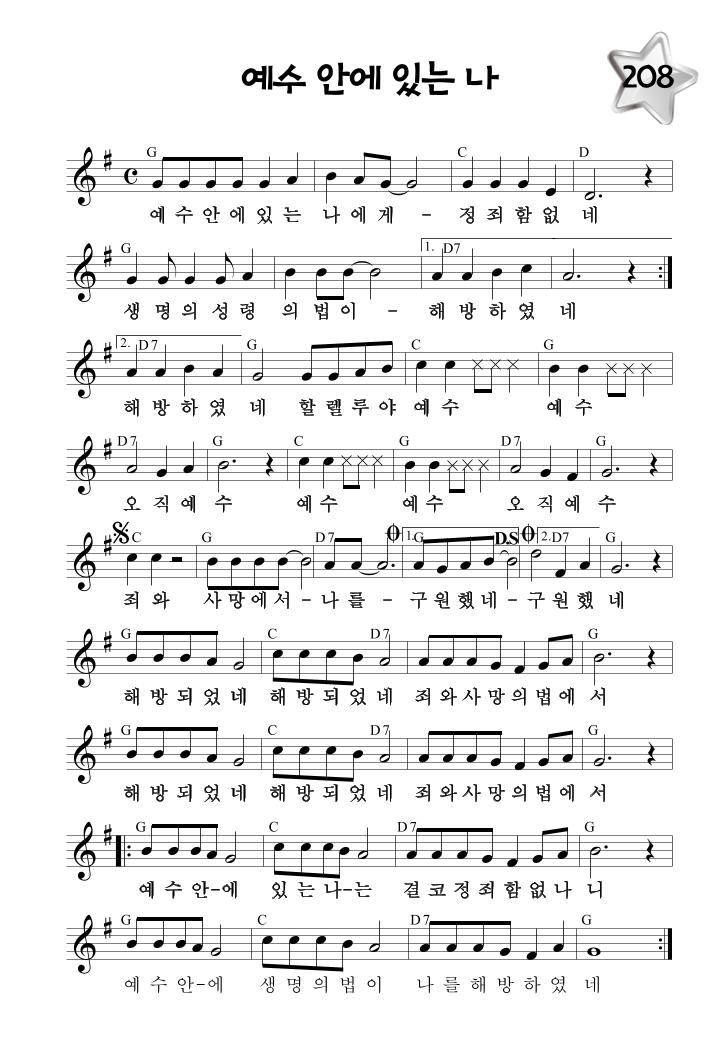 예수 안에 있는 나
208
G C D
예 수 안 에 있 는 나 에 게 - 정 죄 함 없 네
G 1. D7
생 명 의 성 령 의 법 이 - 해 방 하 였 네
2. D7 G C G
해 방 하 였 네 할 렐 루 야 예 수 예 수
D7 G C G D7 G
오 직 예 수 예 수 예 수 오 직 예 수
C G D7 1. G D.S 2. D7 G
죄 와 사 망 에 서 - 나 를 - 구 원 했 네 - 구 원 했 네
G C D7 G
해 방 되 었 네 해 방 되 었 네 죄 와 사 망 의 법 에 서
G C D7 G
해 방 되 었 네 해 방 되 었 네 죄 와 사 망 의 법 에 서
G C D7 G
예 수 안 - 에 있 는 나 - 는 결 코 정 죄 함 없 나 니
G C D7 G
예 수 안 - 에 생 명 의 법 이 나 를 해 방 하 였 네